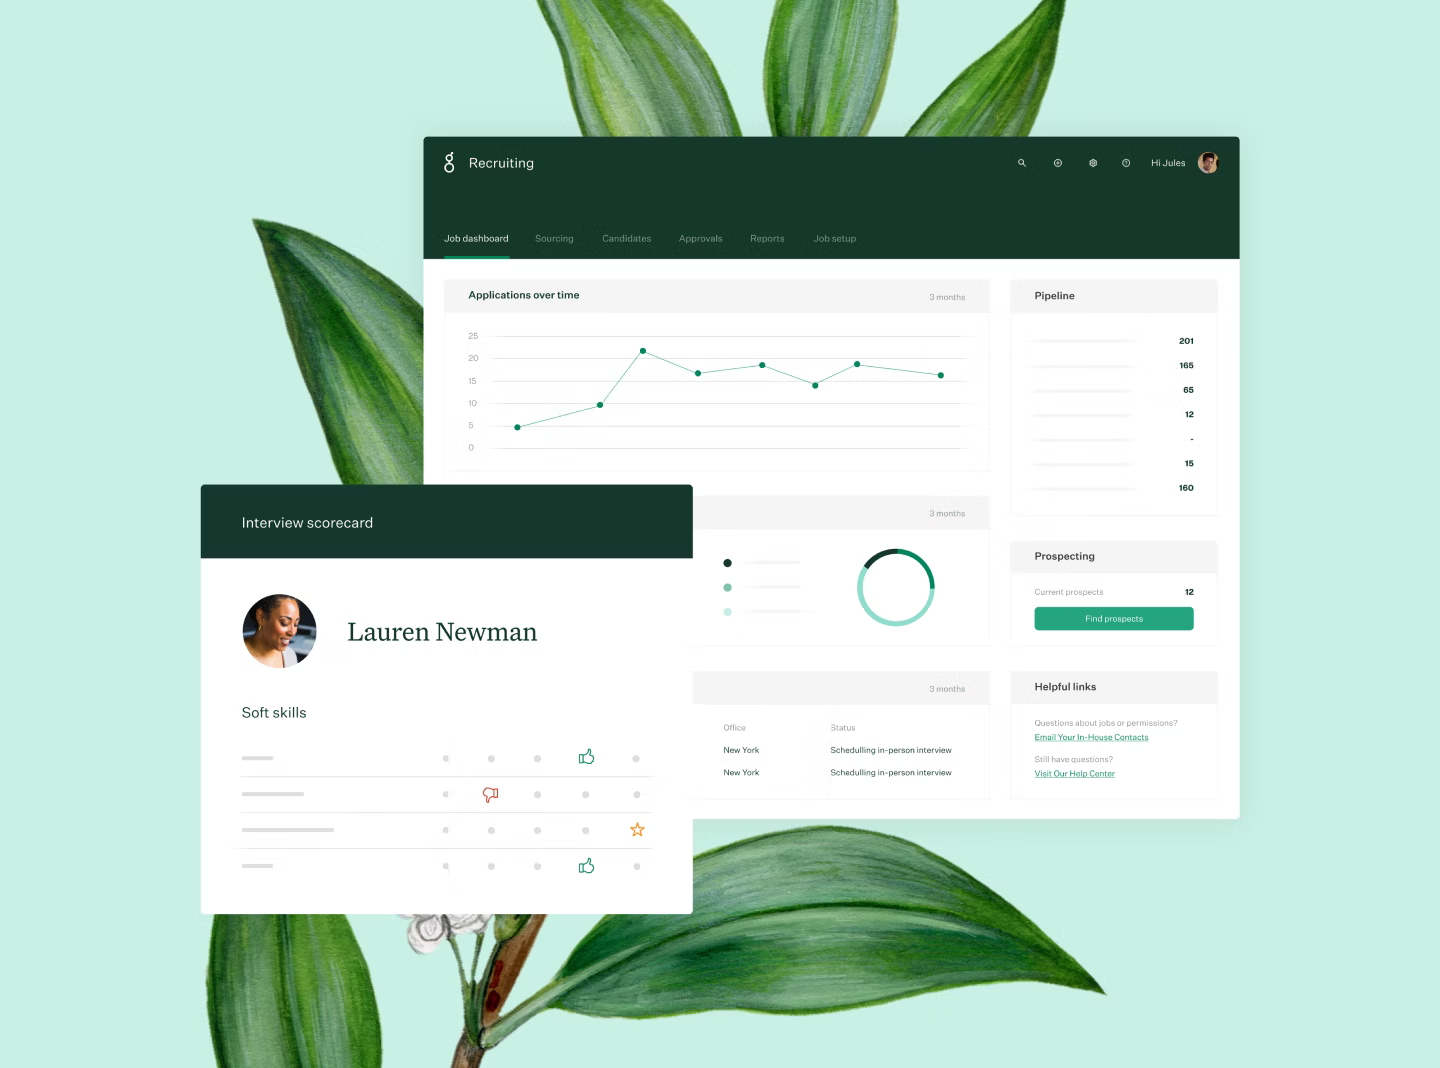 Recruiting
Hi Jules
Job dashboard
Sourcing
Candidates
Approvals
Reports
Job setup
Applications over time
3 months
25
20
15
10
5
0
Pipeline
201
165
65
12
-
15
160
3 months
Prospecting
Current prospects 12
Find prospects
3 months
Office Status
New York Schedulling in-person interview
New York Schedulling in-person interview
Helpful links
Questions about jobs or permissions?
Email Your In-House Contacts
Still have questions?
Visit Our Help Center
Interview scorecard
Lauren Newman
Soft skills